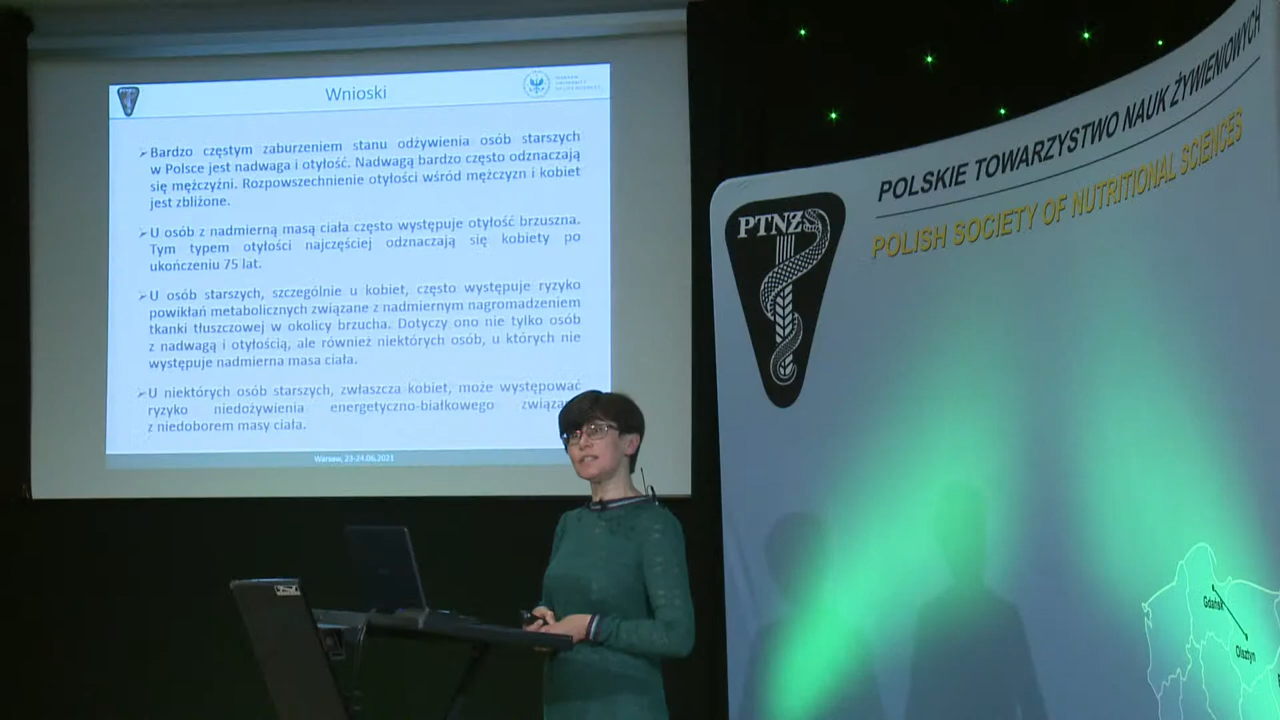 Wnioski
➢Bardzo częstym zaburzeniem stanu odżywienia osób starszych
w Polsce jest nadwaga i otyłość. Nadwagą bardzo często odznaczają
się mężczyźni. Rozpowszechnienie otyłości wśród mężczyzn i kobiet
jest zbliżone.
➢U osób z nadmierną masą ciała często występuje otyłość brzuszna.
Tym typem otyłości najczęściej odznaczają się kobiety po
ukończeniu 75 lat.
➢U osób starszych, szczególnie u kobiet, często występuje ryzyko
powikłań metabolicznych związane z nadmiernym nagromadzeniem
tkanki tłuszczowej w okolicy brzucha. Dotyczy ono nie tylko osób
z nadwagą i otyłością, ale również niektórych osób, u których nie
występuje nadmierna masa ciała.
➢U niektórych osób starszych, zwłaszcza kobiet, może występować
ryzyko niedożywienia energetyczno-białkowego
z niedoborem masy ciała.
Warsaw, 23-24.06.2021
POLSKIE TOWARZYSTWO NAUK ŻYWIENIOWYCH
POLISH SOCIETY OF NUTRITIONAL SCIENCES
PTNŻ
Gdańsk
Olsztyn